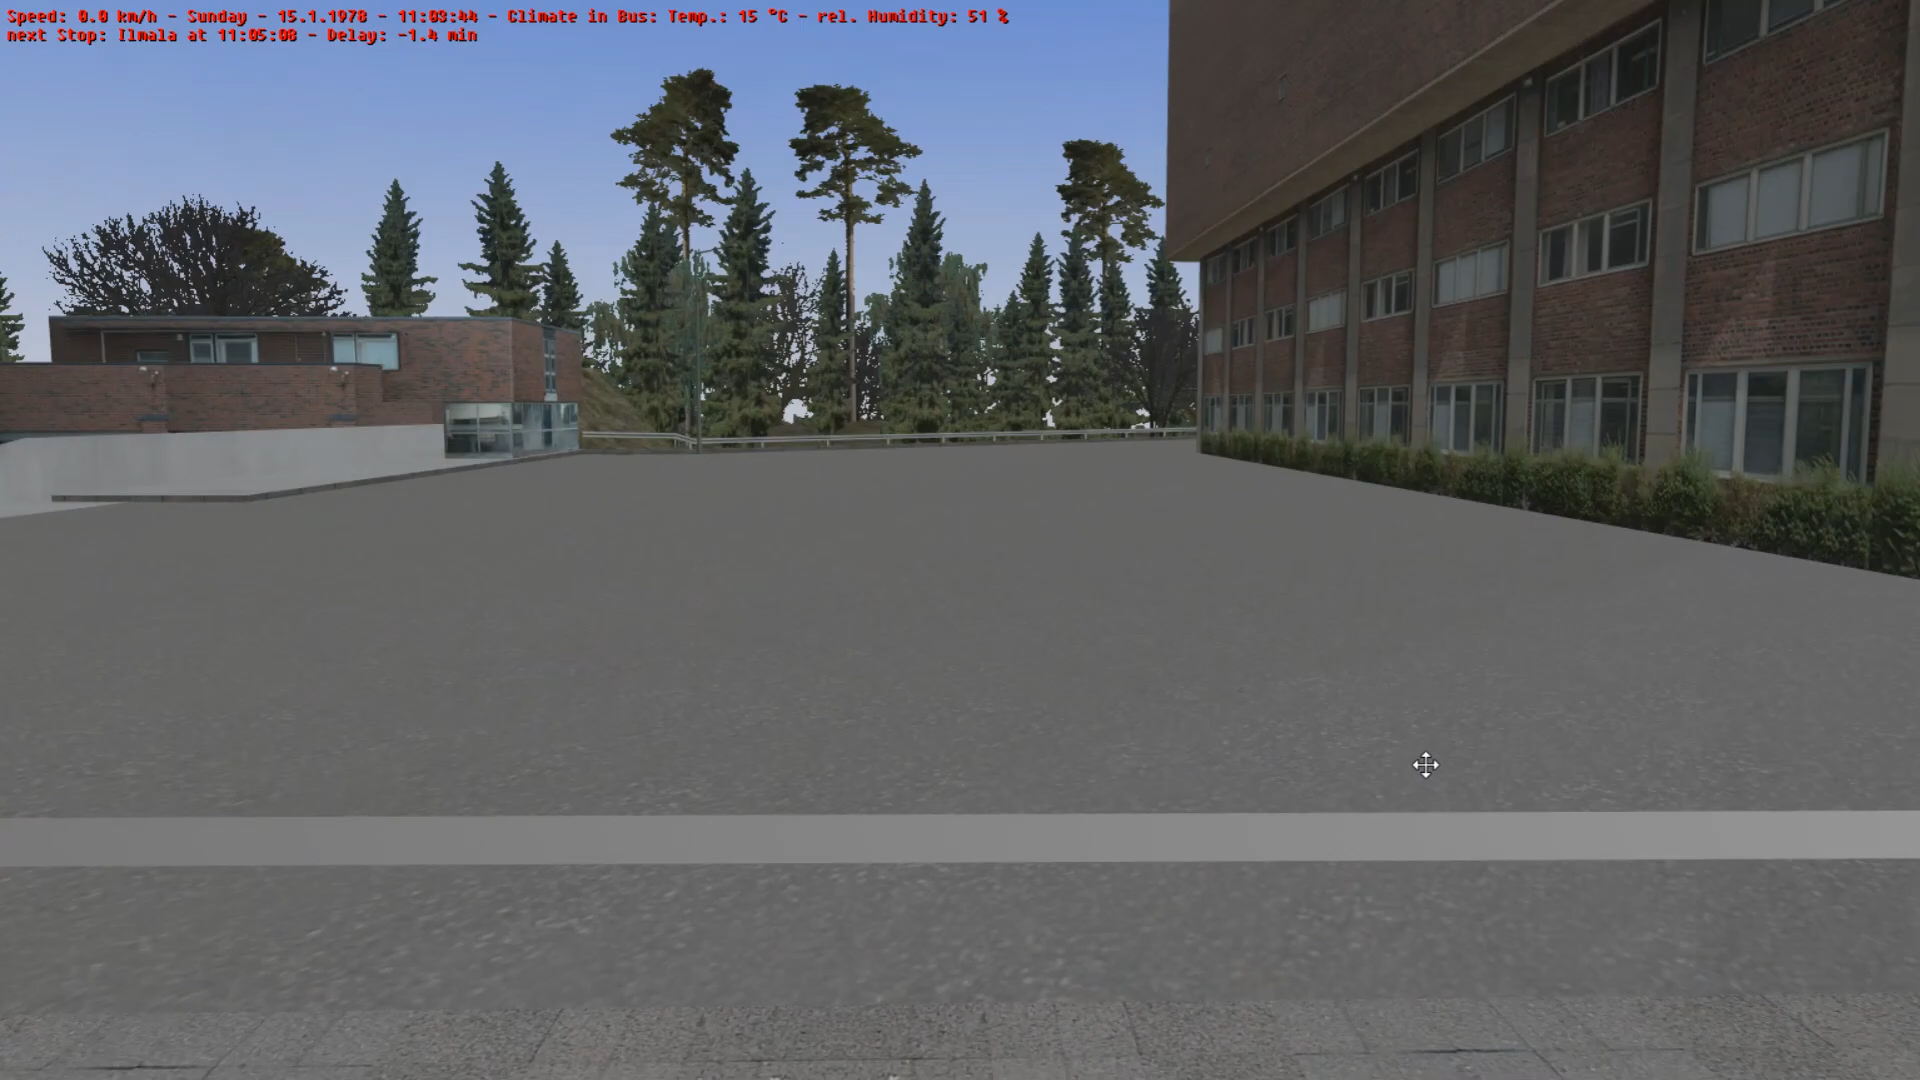 Speed: 0.0 km/h - Sunday - 15.1.1978 - 11:03:44 - Climate in Bus: Temp.: 15 °C - rel. Humidity: 51 %
next Stop: Ilmala at 11:05:08 - Delay: -1.4 min